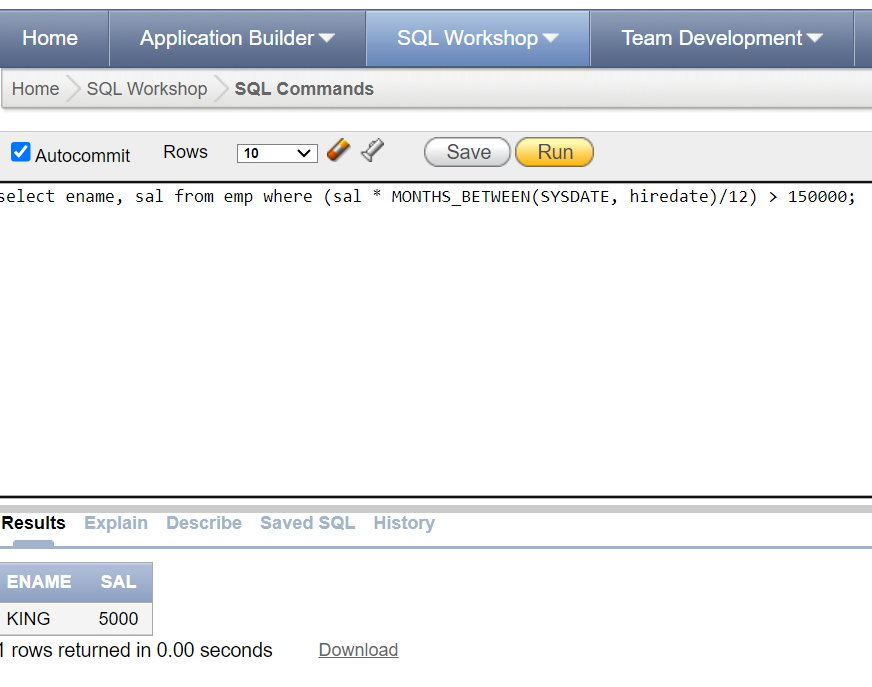 Home Application Builder SQL Workshop Team Development
Home SQL Workshop SQL Commands
Autocommit Rows 10 Save Run
select ename, sal from emp where (sal * MONTHS_BETWEEN(SYSDATE, hiredate)/12) > 150000;
Results Explain Describe Saved SQL History
ENAME SAL
KING 5000
1 rows returned in 0.00 seconds Download